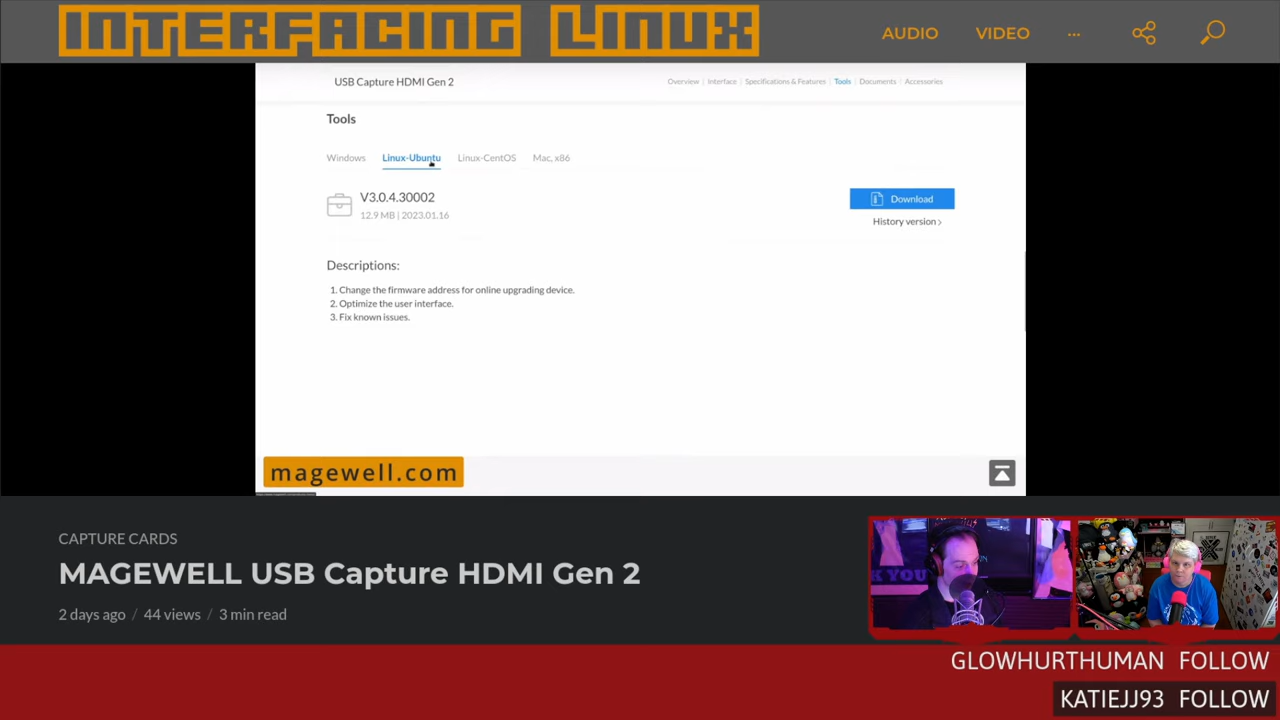 INTERFACING LINUX
AUDIO VIDEO ...
USB Capture HDMI Gen 2
Overview | Interface | Specifications & Features | Tools | Documents | Accessories
Tools
Windows Linux-Ubuntu Linux-CentOS Mac, x86
V3.0.4.30002
12.9 MB | 2023.01.16
Download
History version >
Descriptions:
1. Change the firmware address for online upgrading device.
2. Optimize the user interface.
3. Fix known issues.
magewell.com
CAPTURE CARDS
MAGEWELL USB Capture HDMI Gen 2
2 days ago / 44 views / 3 min read
GLOWHURTHUMAN FOLLOW
KATIEJJ93 FOLLOW